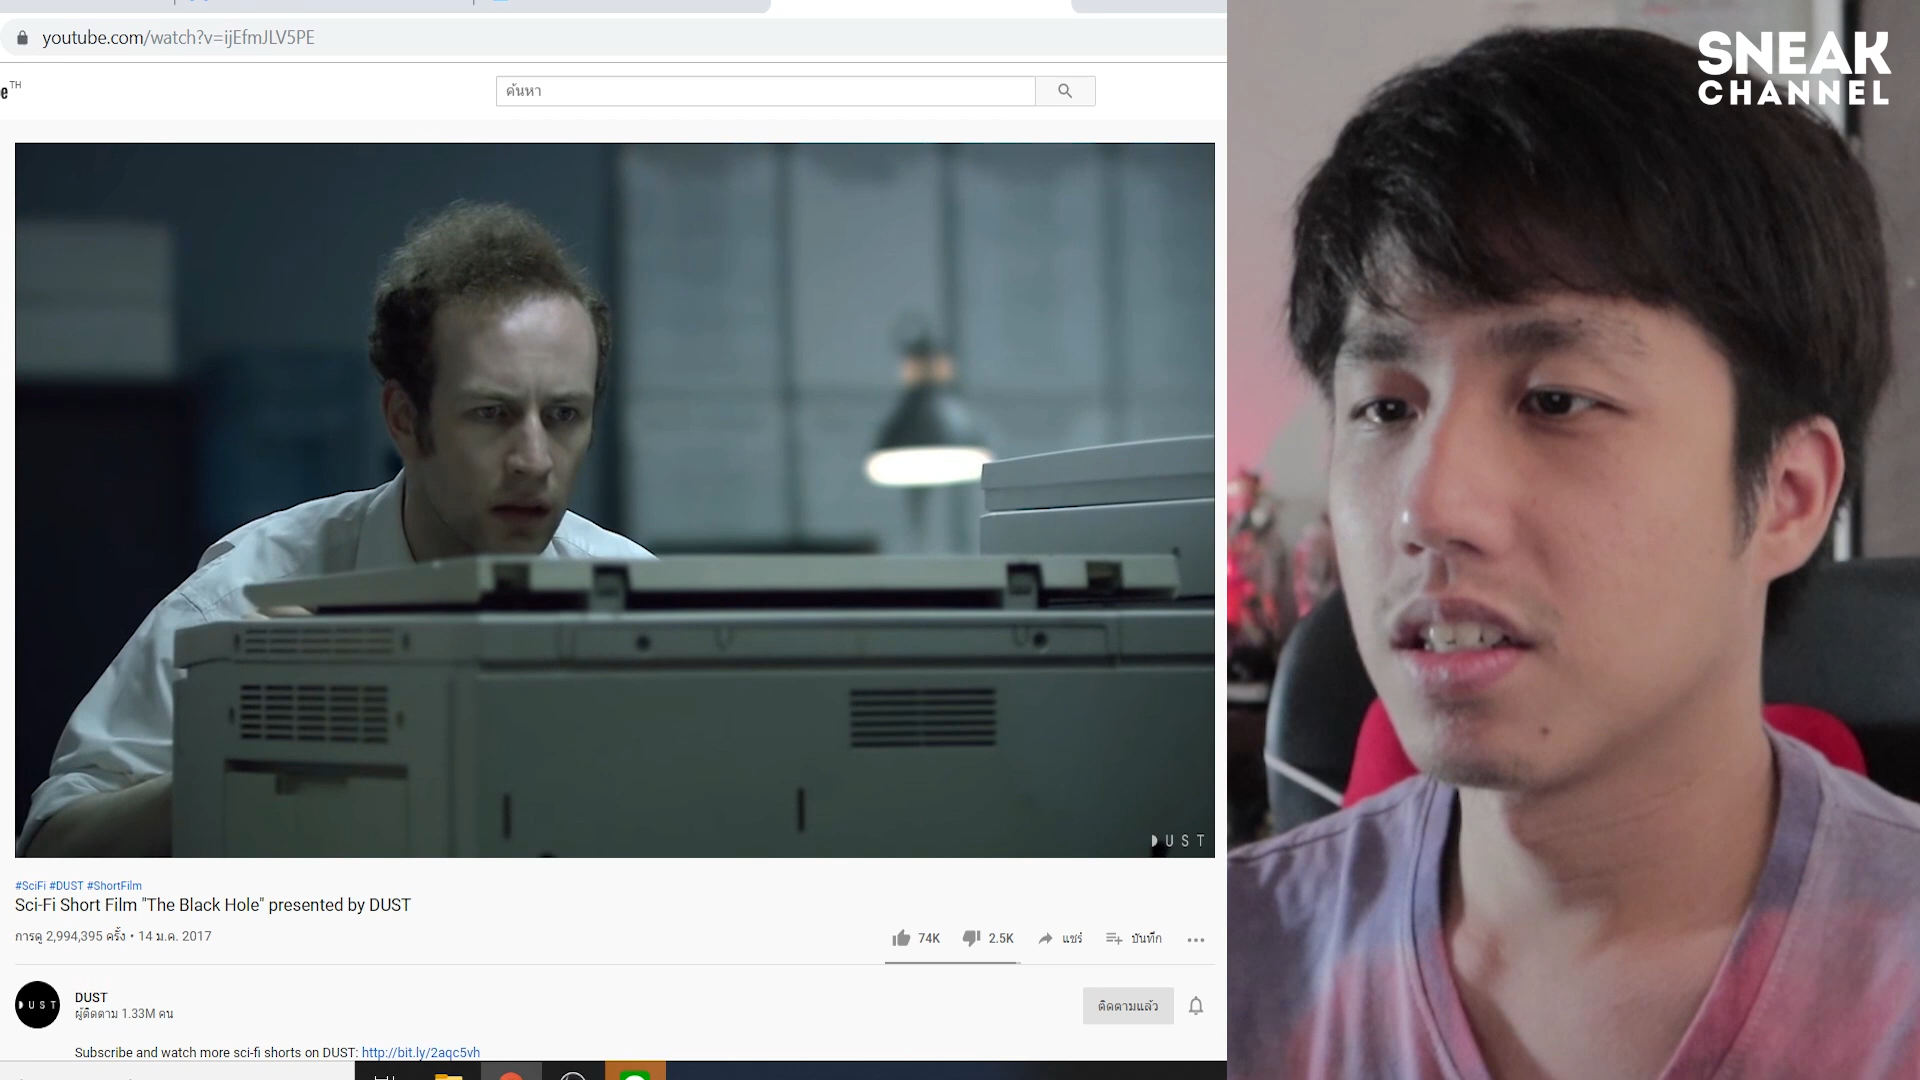 youtube.com/watch?v=ijEfmJLV5PE
SNEAK
CHANNEL
e TH
ค้นหา
DUST
#SciFi #DUST #ShortFilm
Sci-Fi Short Film "The Black Hole" presented by DUST
การดู 2,994,395 ครั้ง • 14 ม.ค. 2017
74K
2.5K
แชร์
บันทึก
DUST
DUST
ผู้ติดตาม 1.33M คน
ติดตามแล้ว
Subscribe and watch more sci-fi shorts on DUST: http://bit.ly/2aqc5vh